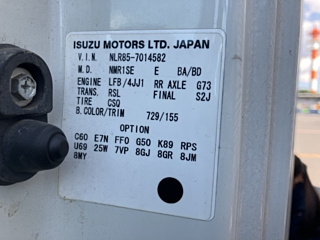 ISUZU MOTORS LTD. JAPAN
V.I.N. NLR85-7014582
M.D. NMR1SE E BA/BD
ENGINE LFB/4JJ1 RR AXLE G73
TRANS. RSL FINAL S2J
TIRE CSQ
B.COLOR/TRIM 729/155
OPTION
C60 E7N FF0 G50 K89 RPS
U69 25W 7VP 8GJ 8GR 8JM
8MY